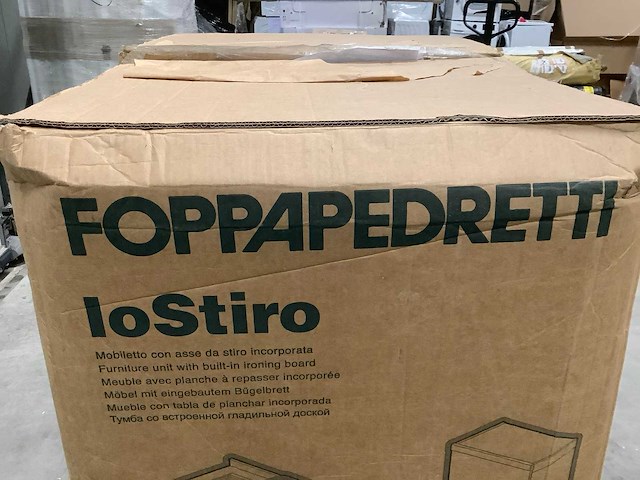 FOPPAPEDRETTI
loStiro
Mobiletto con asse da stiro incorporata
Furniture unit with built-in ironing board
Meuble avec planche à repasser incorporée
Möbel mit eingebautem Bügelbrett
Mueble con tabla de planchar incorporada
Тумба со встроенной гладильной доской